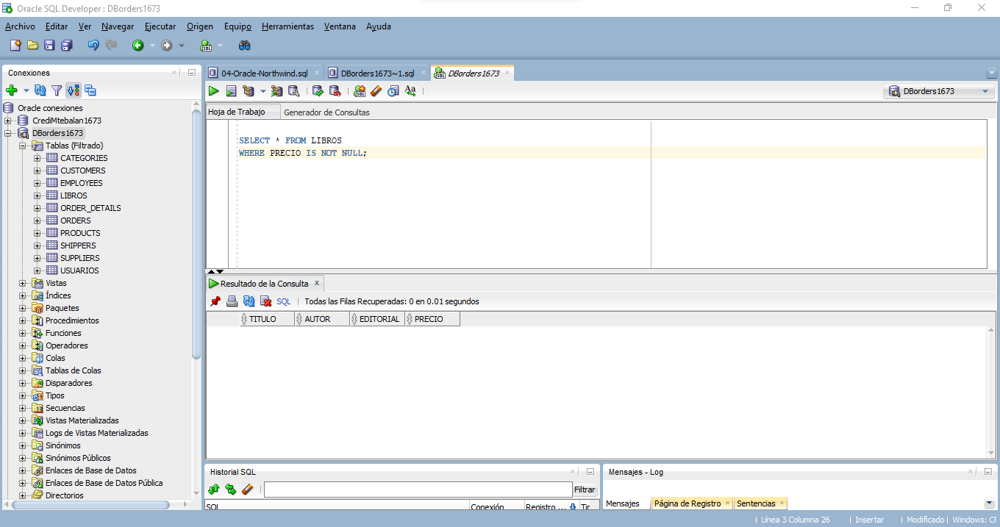 Oracle SQL Developer : DBorders1673
Archivo Editar Ver Navegar Ejecutar Origen Equipo Herramientas Ventana Ayuda
Conexiones
04-Oracle-Northwind.sql DBorders1673~1.sql DBorders1673
DBorders1673
Hoja de Trabajo Generador de Consultas
Oracle conexiones
CrediMtebalan1673
DBorders1673
Tablas (Filtrado)
CATEGORIES
CUSTOMERS
EMPLOYEES
LIBROS
ORDER_DETAILS
ORDERS
PRODUCTS
SHIPPERS
SUPPLIERS
USUARIOS
Vistas
Índices
Paquetes
Procedimientos
Funciones
Operadores
Colas
Tablas de Colas
Disparadores
Tipos
Secuencias
Vistas Materializadas
Logs de Vistas Materializadas
Sinónimos
Sinónimos Públicos
Enlaces de Base de Datos
Enlaces de Base de Datos Pública
Directorios
SELECT * FROM LIBROS
WHERE PRECIO IS NOT NULL;
Resultado de la Consulta
SQL | Todas las Filas Recuperadas: 0 en 0.01 segundos
TITULO AUTOR EDITORIAL PRECIO
Historial SQL
Filtrar
SQL Conexión Registro ... Tir
Mensajes - Log
Mensajes Página de Registro Sentencias
| Línea 3 Columna 26 | Insertar | Modificado | Windows: CF